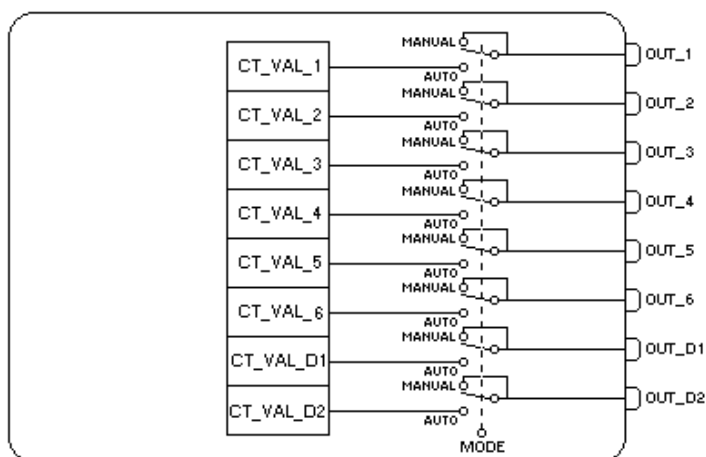 MANUAL OUT_1
CT_VAL_1 AUTO
MANUAL OUT_2
CT_VAL_2 AUTO
MANUAL OUT_3
CT_VAL_3 AUTO
MANUAL OUT_4
CT_VAL_4 AUTO
MANUAL OUT_5
CT_VAL_5 AUTO
MANUAL OUT_6
CT_VAL_6 AUTO
MANUAL OUT_D1
CT_VAL_D1 AUTO
MANUAL OUT_D2
CT_VAL_D2 AUTO
MODE